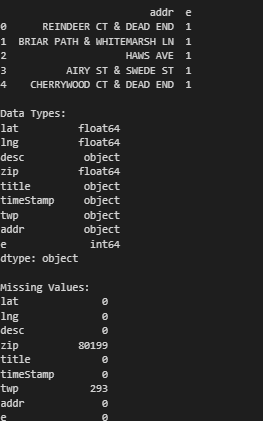 addr e
0 REINDEER CT & DEAD END 1
1 BRIAR PATH & WHITEMARSH LN 1
2 HAWS AVE 1
3 AIRY ST & SWEDE ST 1
4 CHERRYWOOD CT & DEAD END 1
Data Types:
lat float64
lng float64
desc object
zip float64
title object
timeStamp object
twp object
addr object
e int64
dtype: object
Missing Values:
lat 0
lng 0
desc 0
zip 80199
title 0
timeStamp 0
twp 293
addr 0
e 0